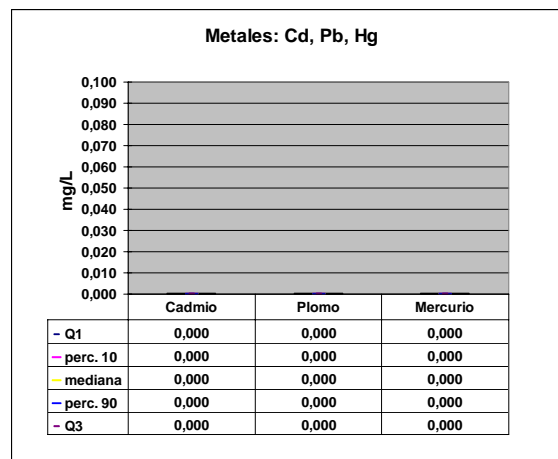 Metales: Cd, Pb, Hg
0,100
0,090
0,080
0,070
0,060
0,050
0,040
0,030
0,020
0,010
0,000
mg/L
Cadmio Plomo Mercurio
Q1 0,000 0,000 0,000
perc. 10 0,000 0,000 0,000
mediana 0,000 0,000 0,000
perc. 90 0,000 0,000 0,000
Q3 0,000 0,000 0,000